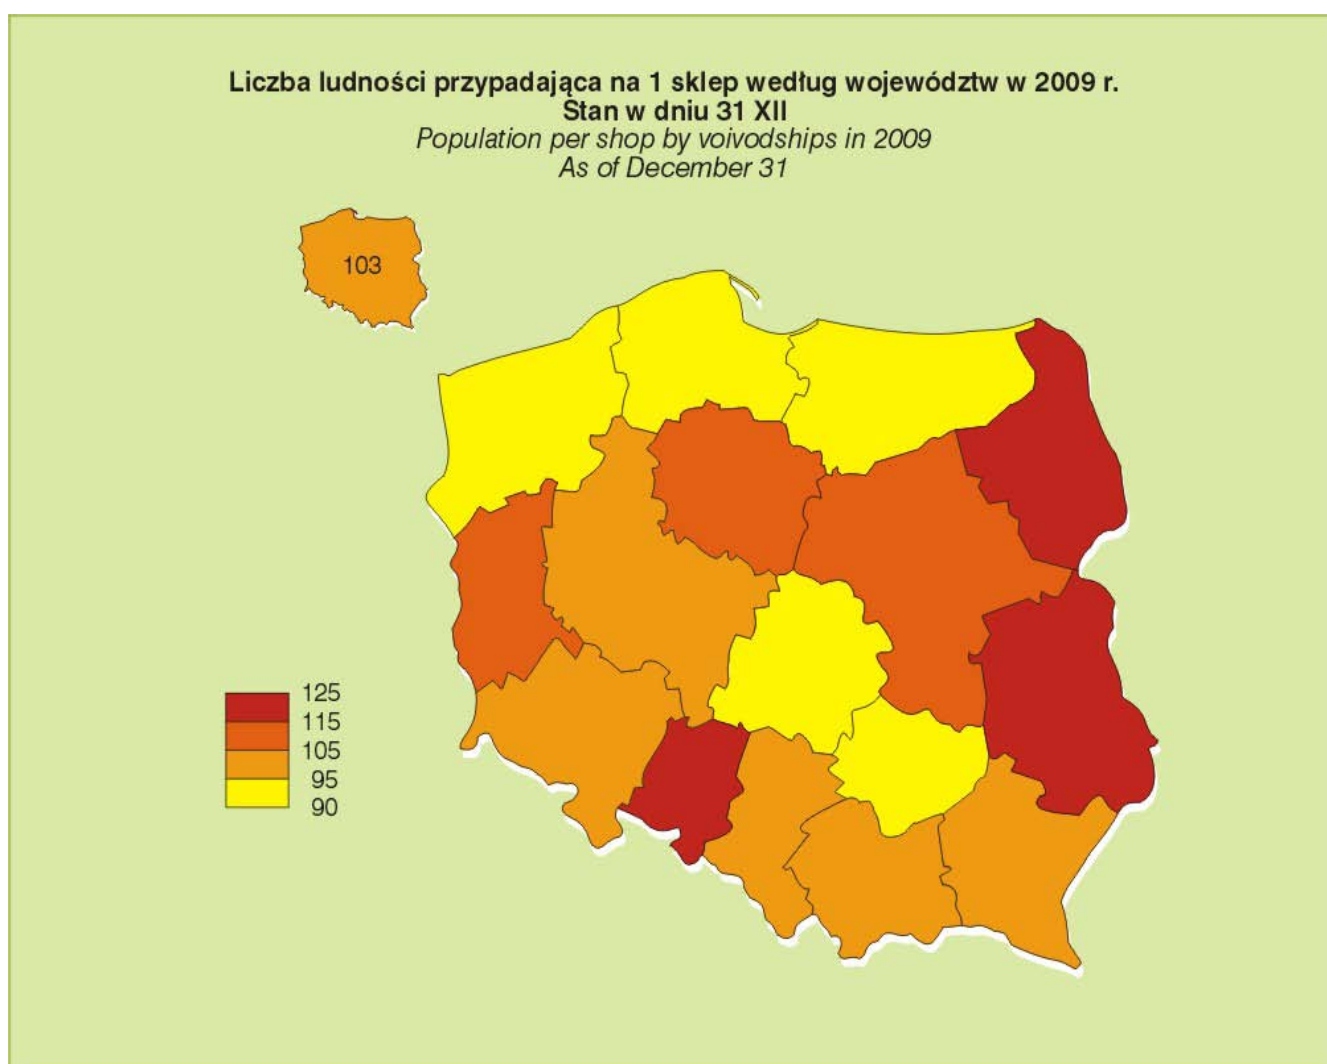 Liczba ludności przypadająca na 1 sklep według województw w 2009 r.
Stan w dniu 31 XII
Population per shop by voivodships in 2009
As of December 31
103
125
115
105
95
90